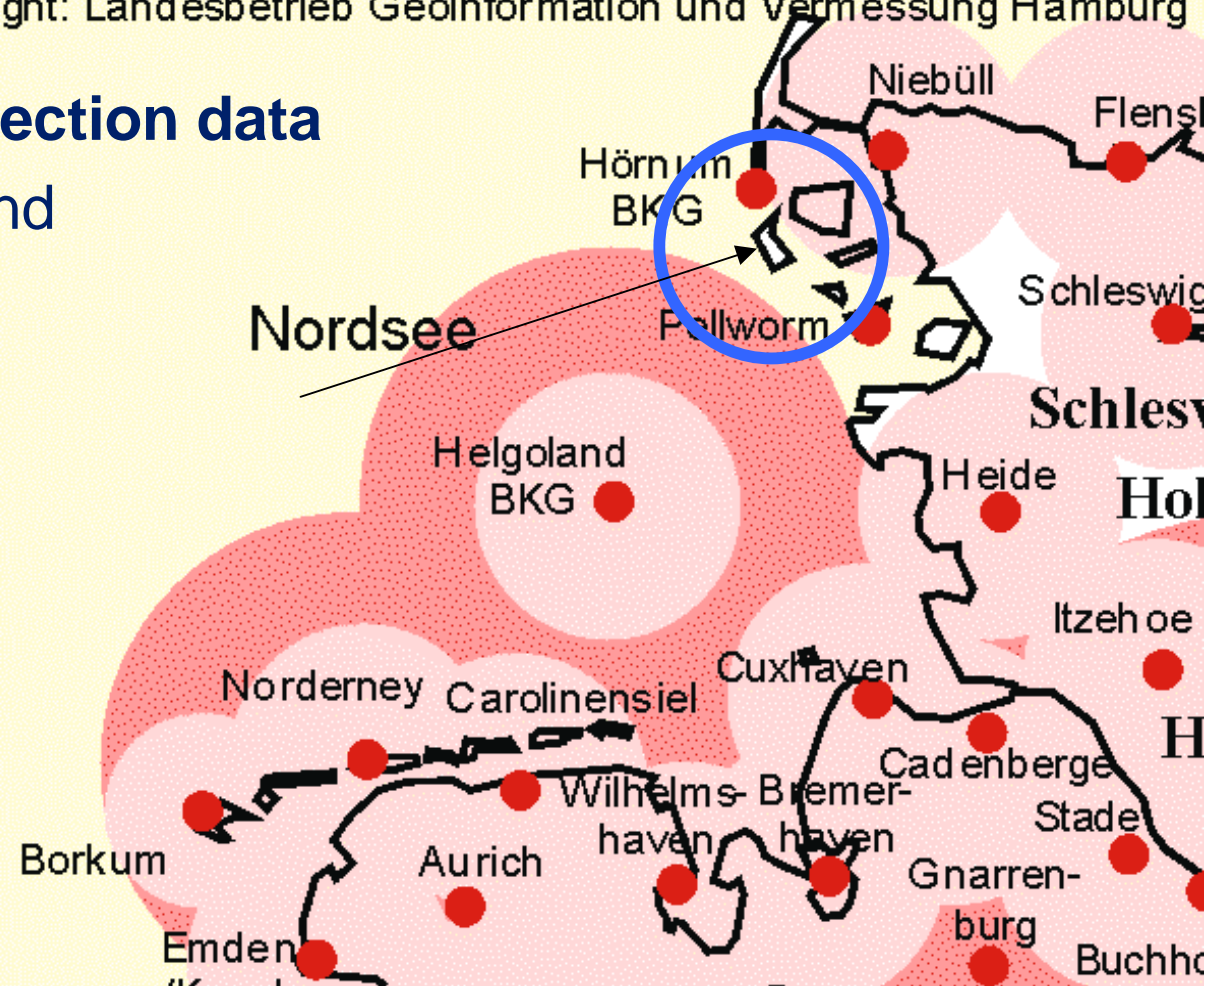 ght: Landesbetrieb Geoinformation und Vermessung Hamburg
ection data
nd
Niebüll
Flensl
Hörnum
BKG
Nordsee
Pellworm
Schleswig
Schlesw
Helgoland
BKG
Heide
Hol
Itzehoe
Cuxhaven
Norderney
Carolinensiel
H
Cadenberge
Wilhelms-
haven
Bremer-
haven
Stade
Borkum
Aurich
Gnarren-
burg
Emden
Buchho